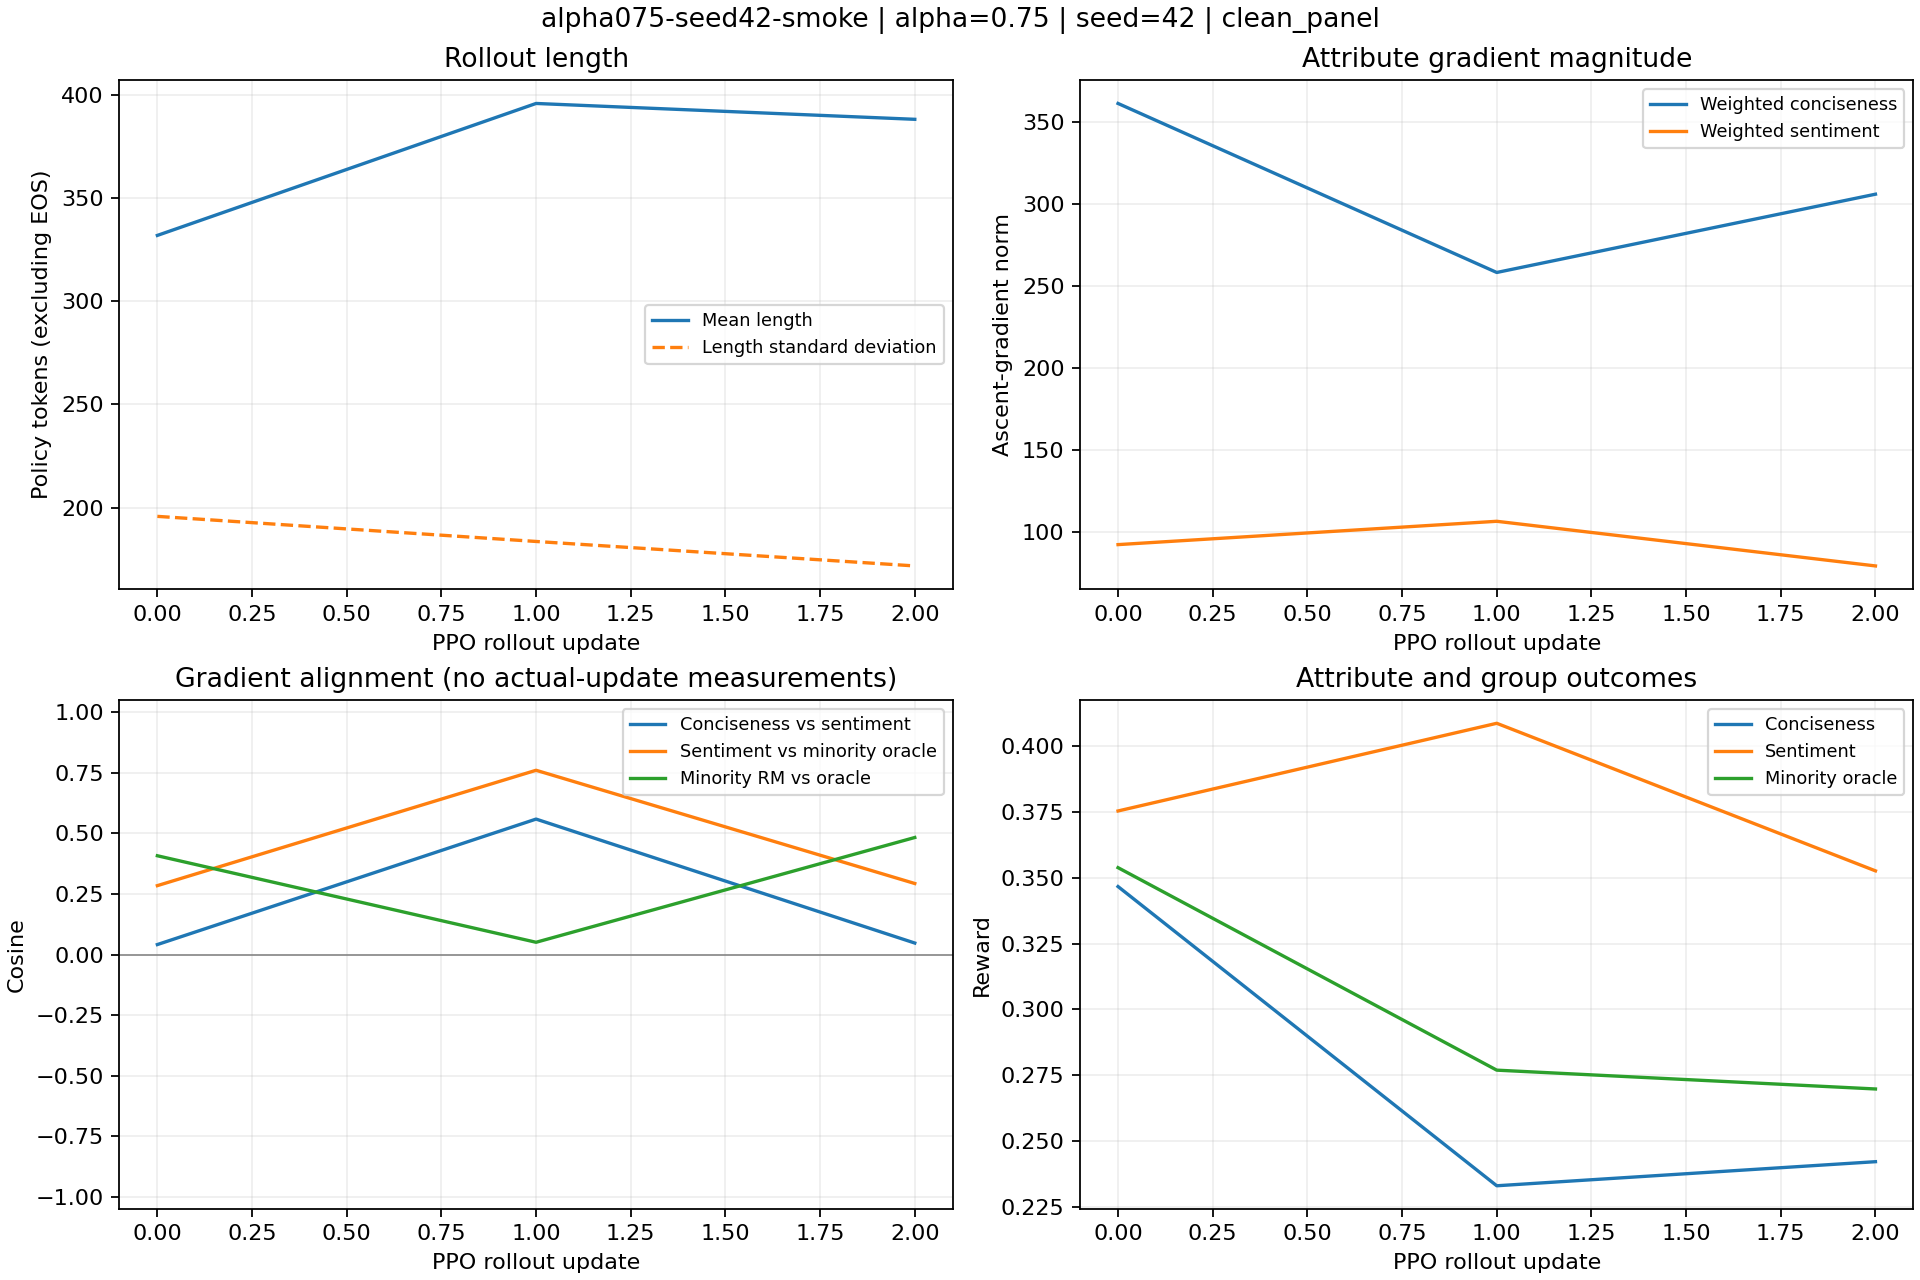 alpha075-seed42-smoke | alpha=0.75 | seed=42 | clean_panel
Rollout length
400
350
300
250
200
Policy tokens (excluding EOS)
Mean length
Length standard deviation
0.00 0.25 0.50 0.75 1.00 1.25 1.50 1.75 2.00
PPO rollout update
Attribute gradient magnitude
350
300
250
200
150
100
Ascent-gradient norm
Weighted conciseness
Weighted sentiment
0.00 0.25 0.50 0.75 1.00 1.25 1.50 1.75 2.00
PPO rollout update
Gradient alignment (no actual-update measurements)
1.00
0.75
0.50
0.25
0.00
−0.25
−0.50
−0.75
−1.00
Cosine
Conciseness vs sentiment
Sentiment vs minority oracle
Minority RM vs oracle
0.00 0.25 0.50 0.75 1.00 1.25 1.50 1.75 2.00
PPO rollout update
Attribute and group outcomes
0.400
0.375
0.350
0.325
0.300
0.275
0.250
0.225
Reward
Conciseness
Sentiment
Minority oracle
0.00 0.25 0.50 0.75 1.00 1.25 1.50 1.75 2.00
PPO rollout update